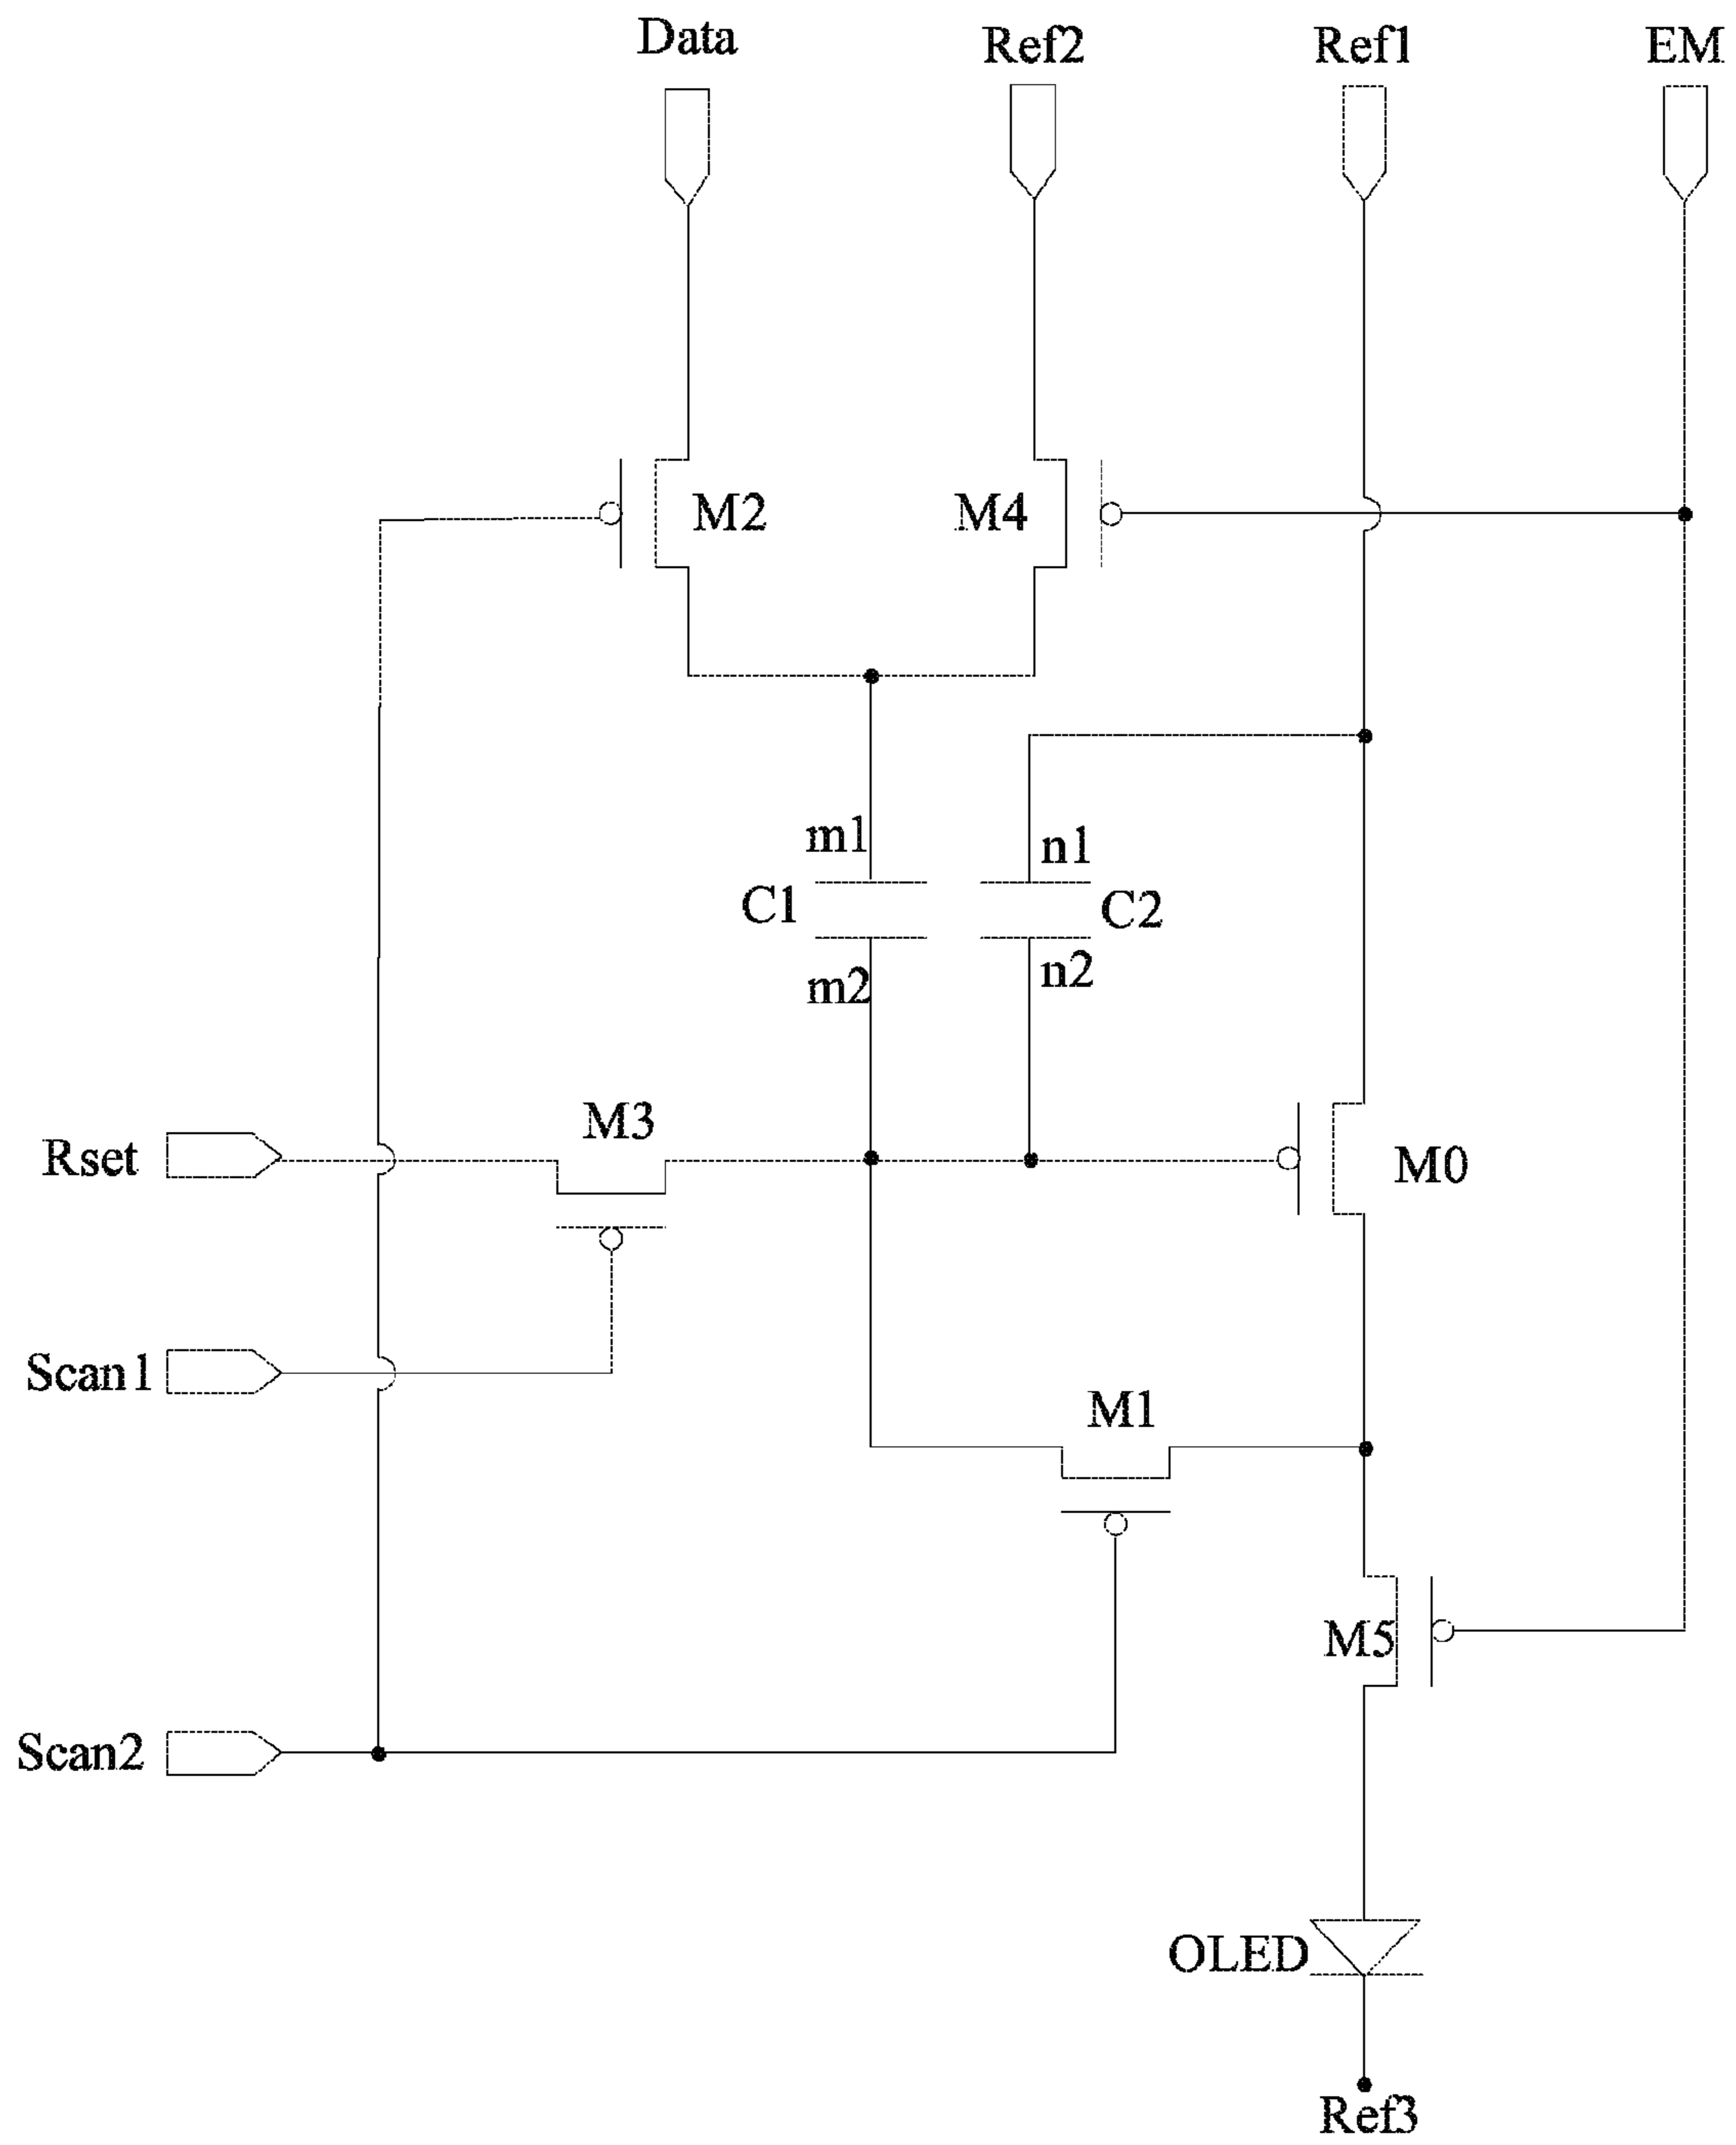 Data
Ref2
Ref1
EM
M2
M4
m1
n1
C1
C2
m2
n2
M3
Rset
M0
Scan1
M1
M5
Scan2
OLED
Ref3